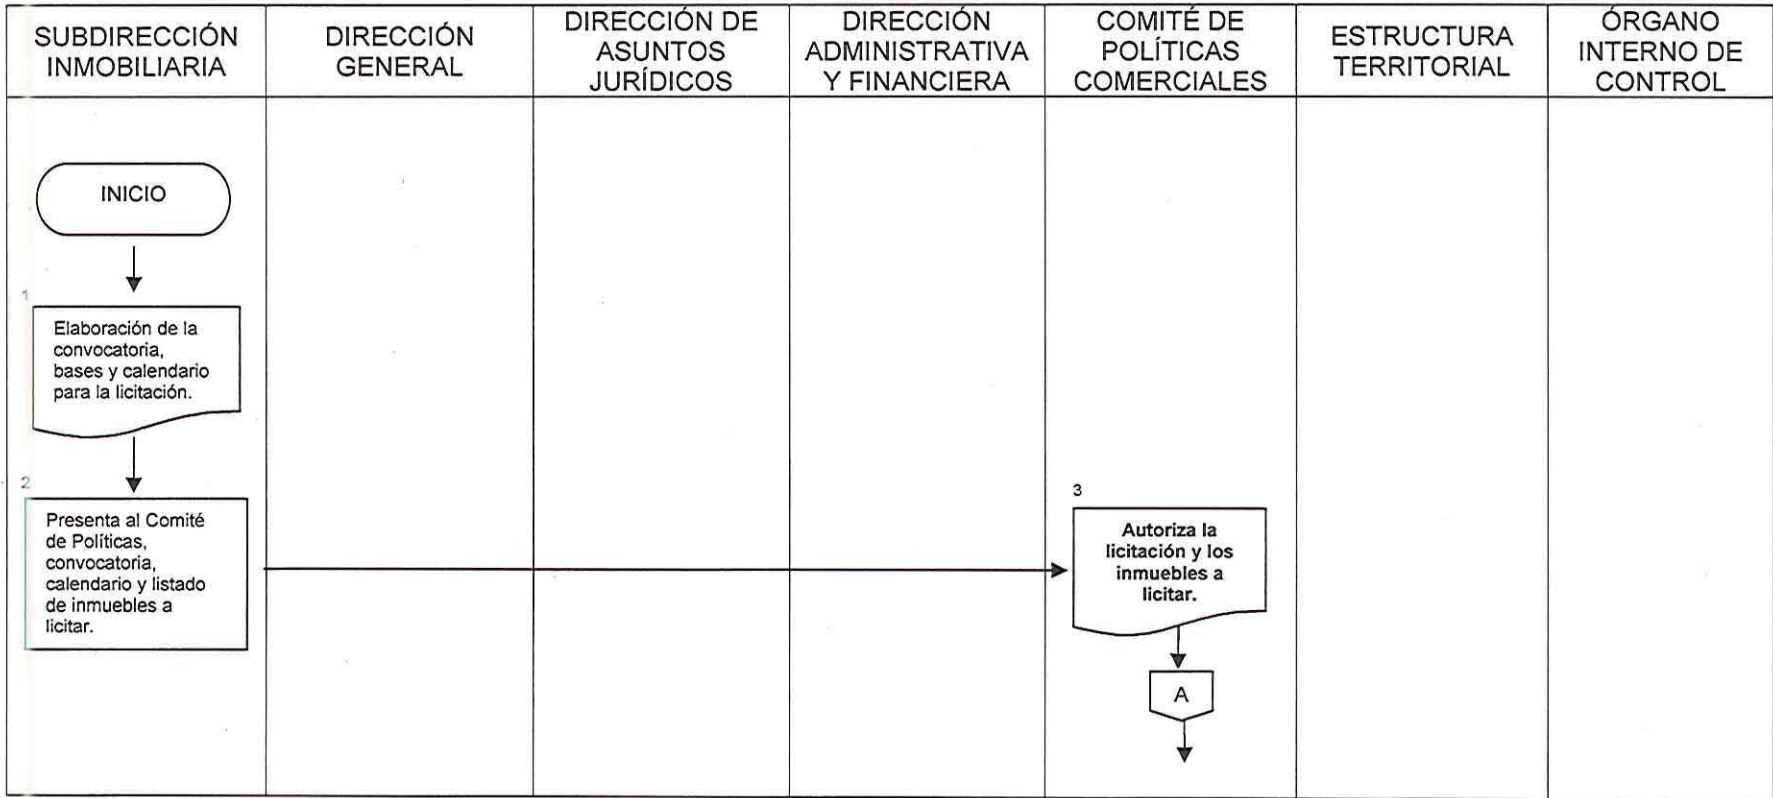 SUBDIRECCIÓN
INMOBILIARIA
DIRECCIÓN
GENERAL
DIRECCIÓN DE
ASUNTOS
JURÍDICOS
DIRECCIÓN
ADMINISTRATIVA
Y FINANCIERA
COMITÉ DE
POLÍTICAS
COMERCIALES
ESTRUCTURA
TERRITORIAL
ÓRGANO
INTERNO DE
CONTROL
INICIO
1
Elaboración de la
convocatoria,
bases y calendario
para la licitación.
2
Presenta al Comité
de Políticas,
convocatoria,
calendario y listado
de inmuebles a
licitar.
3
Autoriza la
licitación y los
inmuebles a
licitar.
A